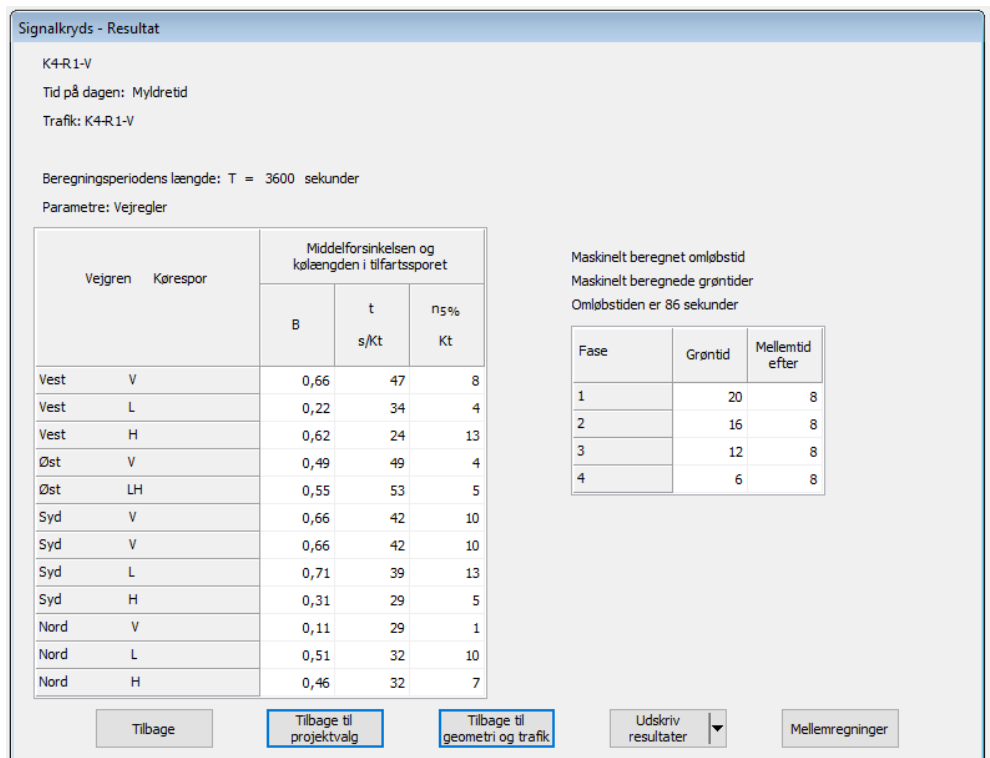 Signalkryds - Resultat
K4-R1-V
Tid på dagen: Myldretid
Trafik: K4-R1-V
Beregningsperiodens længde: T = 3600 sekunder
Parametre: Vejregler
Vejgren Kørespor
Middelforsinkelsen og
kølængden i tilfartssporet
B
t
s/Kt
n5%
Kt
Vest V 0,66 47 8
Vest L 0,22 34 4
Vest H 0,62 24 13
Øst V 0,49 49 4
Øst LH 0,55 53 5
Syd V 0,66 42 10
Syd V 0,66 42 10
Syd L 0,71 39 13
Syd H 0,31 29 5
Nord V 0,11 29 1
Nord L 0,51 32 10
Nord H 0,46 32 7
Maskinelt beregnet omløbstid
Maskinelt beregnede grøntider
Omløbstiden er 86 sekunder
Fase Grøntid Mellemtid
efter
1 20 8
2 16 8
3 12 8
4 6 8
Tilbage
Tilbage til
projektvalg
Tilbage til
geometri og trafik
Udskriv
resultater
Mellemregninger